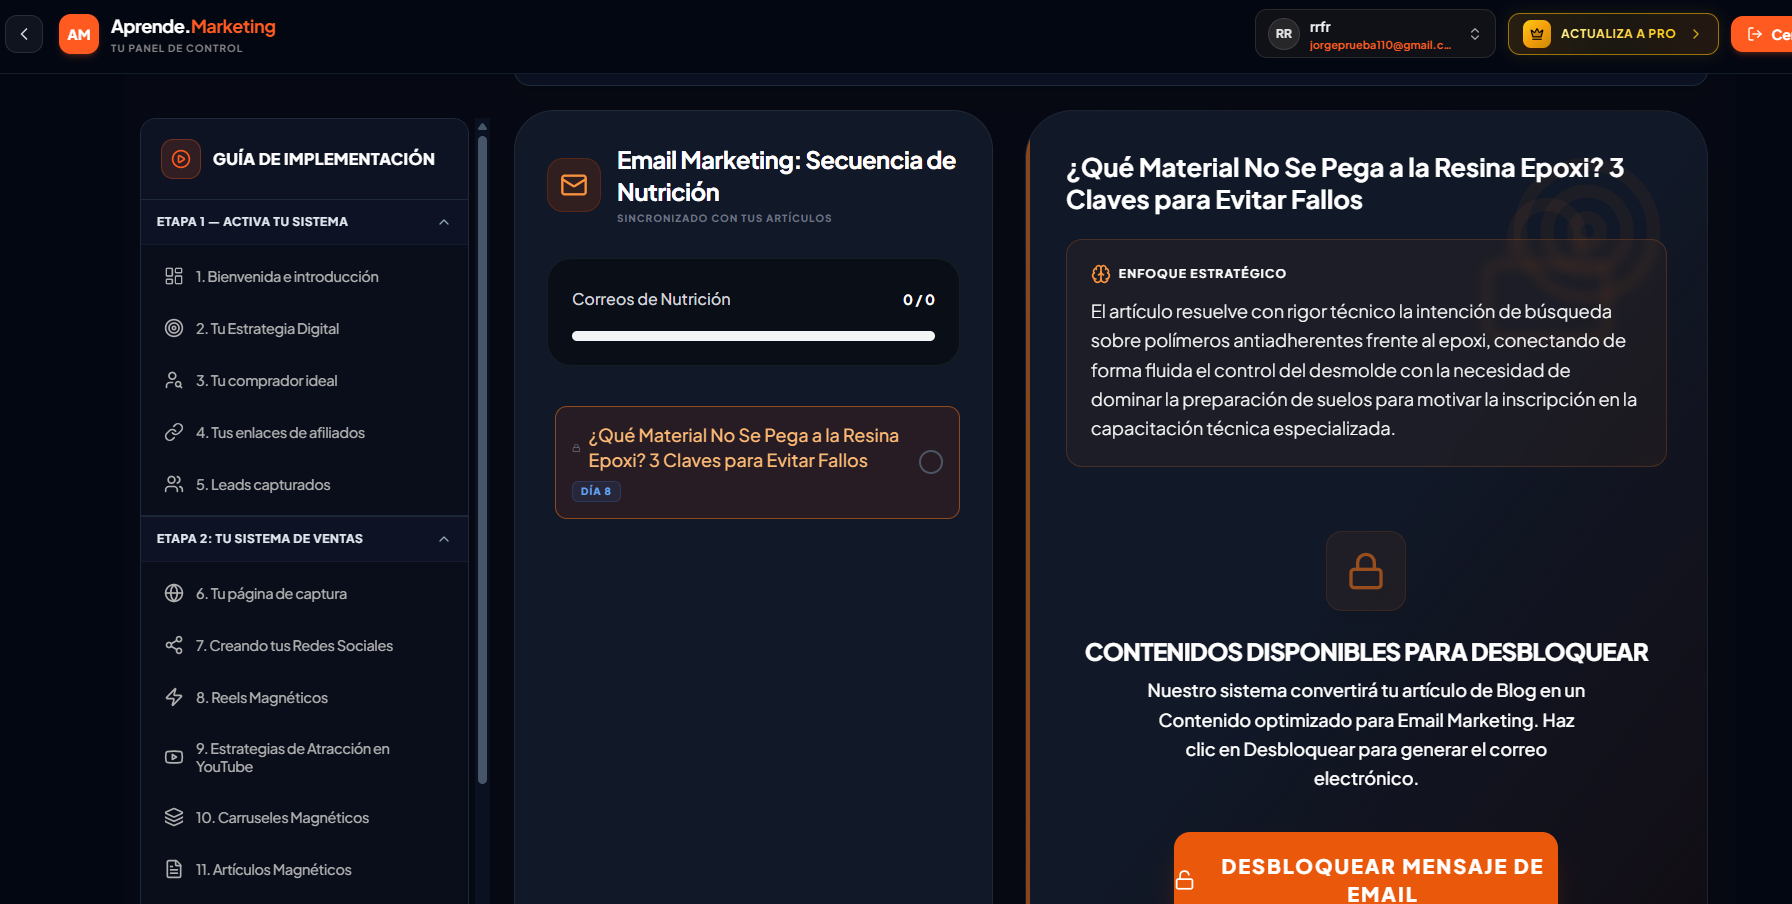 AM
Aprende.Marketing
TU PANEL DE CONTROL
RR
rrfr
jorgeprueba110@gmail.c...
ACTUALIZA A PRO
Ce
GUÍA DE IMPLEMENTACIÓN
ETAPA 1 — ACTIVA TU SISTEMA
1. Bienvenida e introducción
2. Tu Estrategia Digital
3. Tu comprador ideal
4. Tus enlaces de afiliados
5. Leads capturados
ETAPA 2: TU SISTEMA DE VENTAS
6. Tu página de captura
7. Creando tus Redes Sociales
8. Reels Magnéticos
9. Estrategias de Atracción en
YouTube
10. Carruseles Magnéticos
11. Artículos Magnéticos
Email Marketing: Secuencia de
Nutrición
SINCRONIZADO CON TUS ARTÍCULOS
Correos de Nutrición
0 / 0
¿Qué Material No Se Pega a la Resina
Epoxi? 3 Claves para Evitar Fallos
DÍA 8
¿Qué Material No Se Pega a la Resina Epoxi? 3
Claves para Evitar Fallos
ENFOQUE ESTRATÉGICO
El artículo resuelve con rigor técnico la intención de búsqueda
sobre polímeros antiadherentes frente al epoxi, conectando de
forma fluida el control del desmolde con la necesidad de
dominar la preparación de suelos para motivar la inscripción en la
capacitación técnica especializada.
CONTENIDOS DISPONIBLES PARA DESBLOQUEAR
Nuestro sistema convertirá tu artículo de Blog en un
Contenido optimizado para Email Marketing. Haz
clic en Desbloquear para generar el correo
electrónico.
DESBLOQUEAR MENSAJE DE
EMAIL